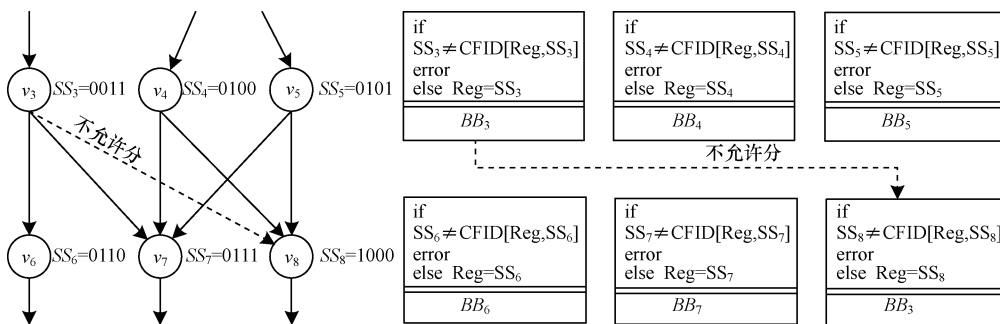 v₃ SS₃=0011 v₄ SS₄=0100 v₅ SS₅=0101
不允许分
v₆ SS₆=0110 v₇ SS₇=0111 v₈ SS₈=1000
if
SS₃≠CFID[Reg,SS₃]
error
else Reg=SS₃
BB₃
if
SS₄≠CFID[Reg,SS₄]
error
else Reg=SS₄
BB₄
if
SS₅≠CFID[Reg,SS₅]
error
else Reg=SS₅
BB₅
不允许分
if
SS₆≠CFID[Reg,SS₆]
error
else Reg=SS₆
BB₆
if
SS₇≠CFID[Reg,SS₇]
error
else Reg=SS₇
BB₇
if
SS₈≠CFID[Reg,SS₈]
error
else Reg=SS₈
BB₃